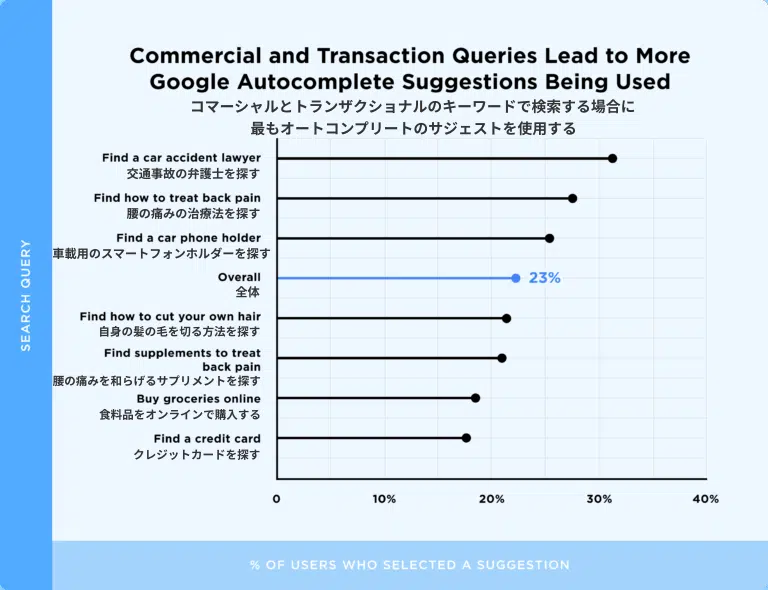 Commercial and Transaction Queries Lead to More
Google Autocomplete Suggestions Being Used
コマーシャルとトランザクショナルのキーワードで検索する場合に
最もオートコンプリートのサジェストを使用する
SEARCH QUERY
Find a car accident lawyer
交通事故の弁護士を探す
Find how to treat back pain
腰の痛みの治療法を探す
Find a car phone holder
車載用のスマートフォンホルダーを探す
Overall
全体
23%
Find how to cut your own hair
自身の髪の毛を切る方法を探す
Find supplements to treat
back pain
腰の痛みを和らげるサプリメントを探す
Buy groceries online
食料品をオンラインで購入する
Find a credit card
クレジットカードを探す
0 10% 20% 30% 40%
% OF USERS WHO SELECTED A SUGGESTION